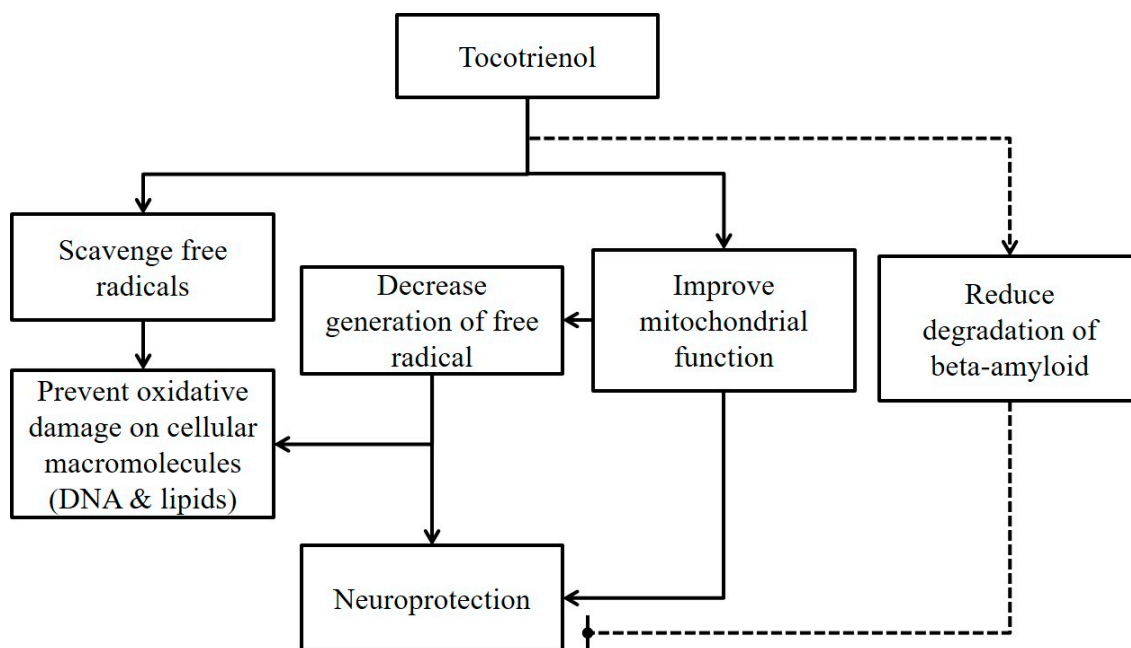 Tocotrienol
Scavenge free
radicals
Decrease
generation of free
radical
Improve
mitochondrial
function
Reduce
degradation of
beta-amyloid
Prevent oxidative
damage on cellular
macromolecules
(DNA & lipids)
Neuroprotection